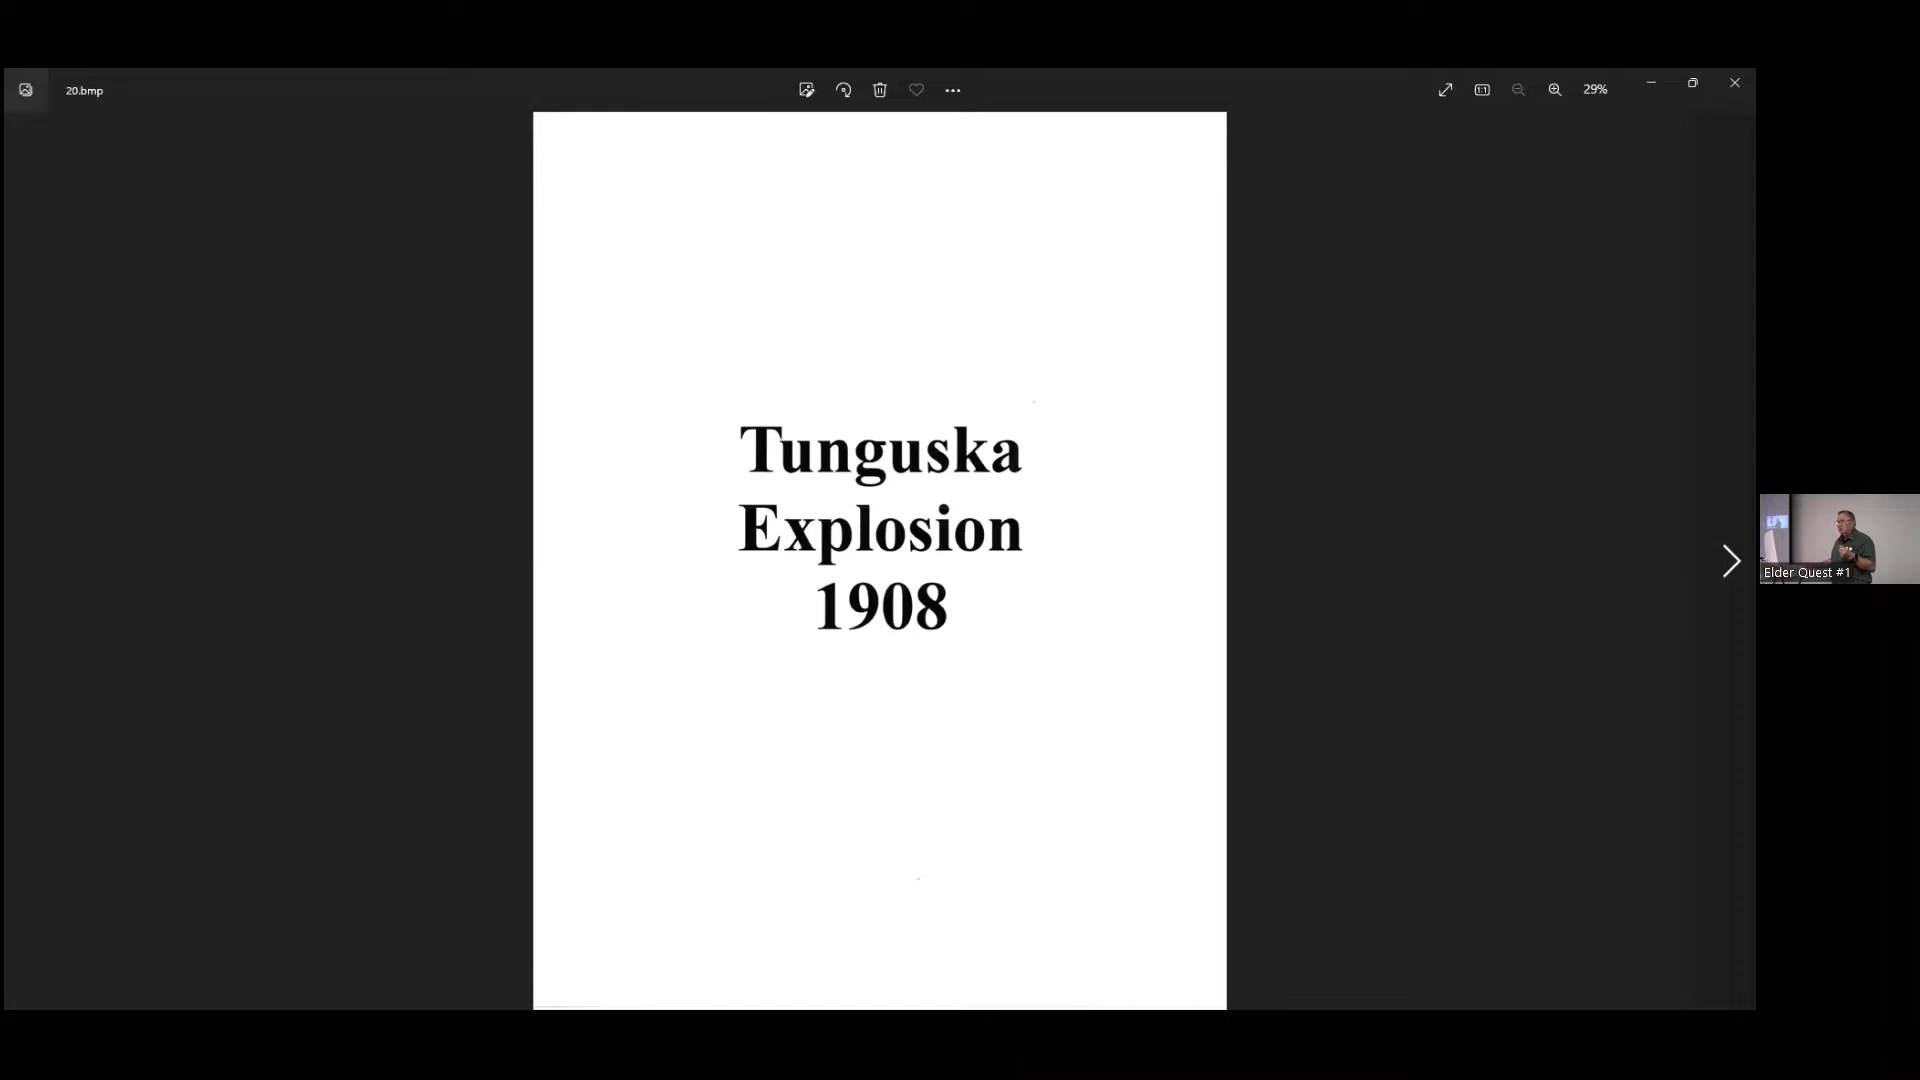 20.bmp
29%
Tunguska
Explosion
1908
Elder Quest #1